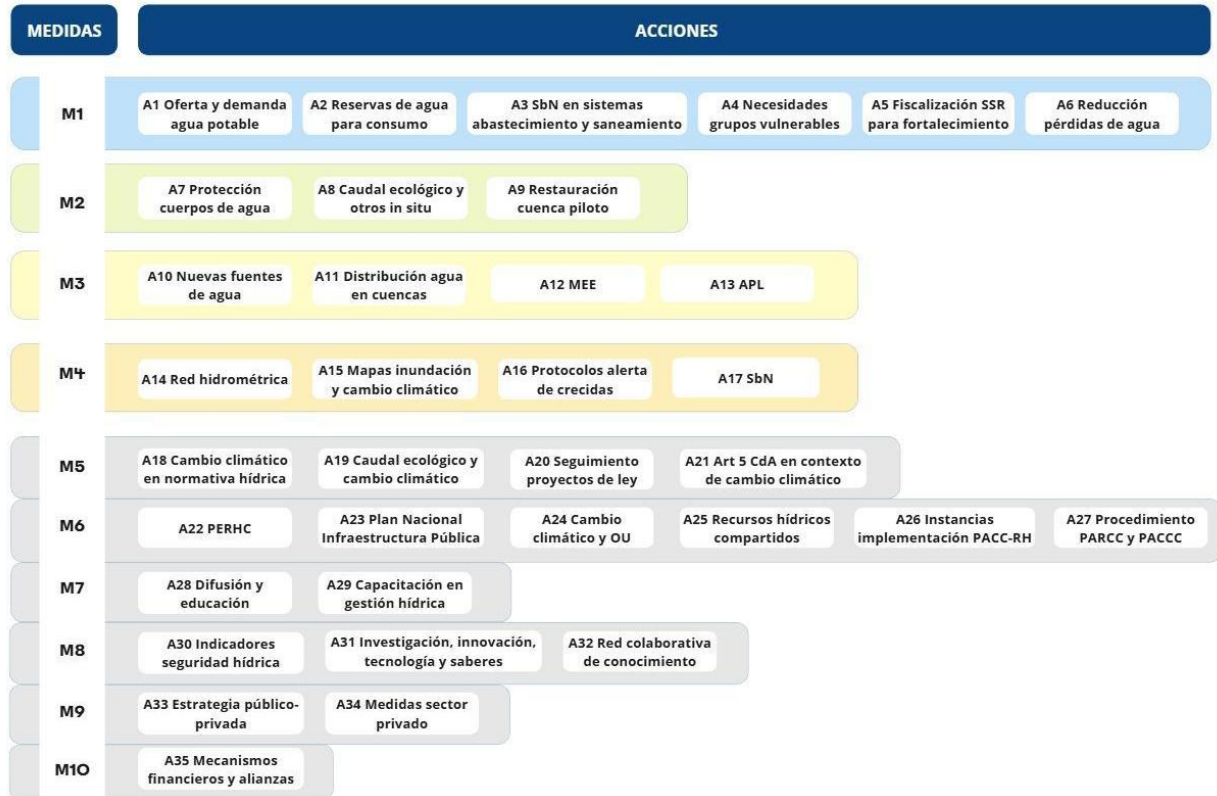 MEDIDAS
ACCIONES
M1
A1 Oferta y demanda
agua potable
A2 Reservas de agua
para consumo
A3 SbN en sistemas
abastecimiento y saneamiento
A4 Necesidades
grupos vulnerables
A5 Fiscalización SSR
para fortalecimiento
A6 Reducción
pérdidas de agua
M2
A7 Protección
cuerpos de agua
A8 Caudal ecológico y
otros in situ
A9 Restauración
cuenca piloto
M3
A10 Nuevas fuentes
de agua
A11 Distribución agua
en cuencas
A12 MEE
A13 APL
M4
A14 Red hidrométrica
A15 Mapas inundación
y cambio climático
A16 Protocolos alerta
de crecidas
A17 SbN
M5
A18 Cambio climático
en normativa hídrica
A19 Caudal ecológico y
cambio climático
A20 Seguimiento
proyectos de ley
A21 Art 5 CdA en contexto
de cambio climático
M6
A22 PERHC
A23 Plan Nacional
Infraestructura Pública
A24 Cambio
climático y OU
A25 Recursos hídricos
compartidos
A26 Instancias
implementación PACC-RH
A27 Procedimiento
PARCC y PACCC
M7
A28 Difusión y
educación
A29 Capacitación en
gestión hídrica
M8
A30 Indicadores
seguridad hídrica
A31 Investigación, innovación,
tecnología y saberes
A32 Red colaborativa
de conocimiento
M9
A33 Estrategia público-
privada
A34 Medidas sector
privado
M10
A35 Mecanismos
financieros y alianzas